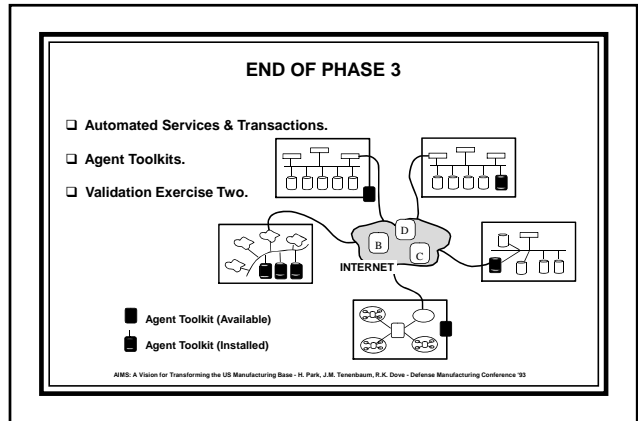 END OF PHASE 3
❑ Automated Services & Transactions.
❑ Agent Toolkits.
❑ Validation Exercise Two.
D
B
C
INTERNET
Agent Toolkit (Available)
Agent Toolkit (Installed)
AIMS: A Vision for Transforming the US Manufacturing Base - H. Park, J.M. Tenenbaum, R.K. Dove - Defense Manufacturing Conference '93